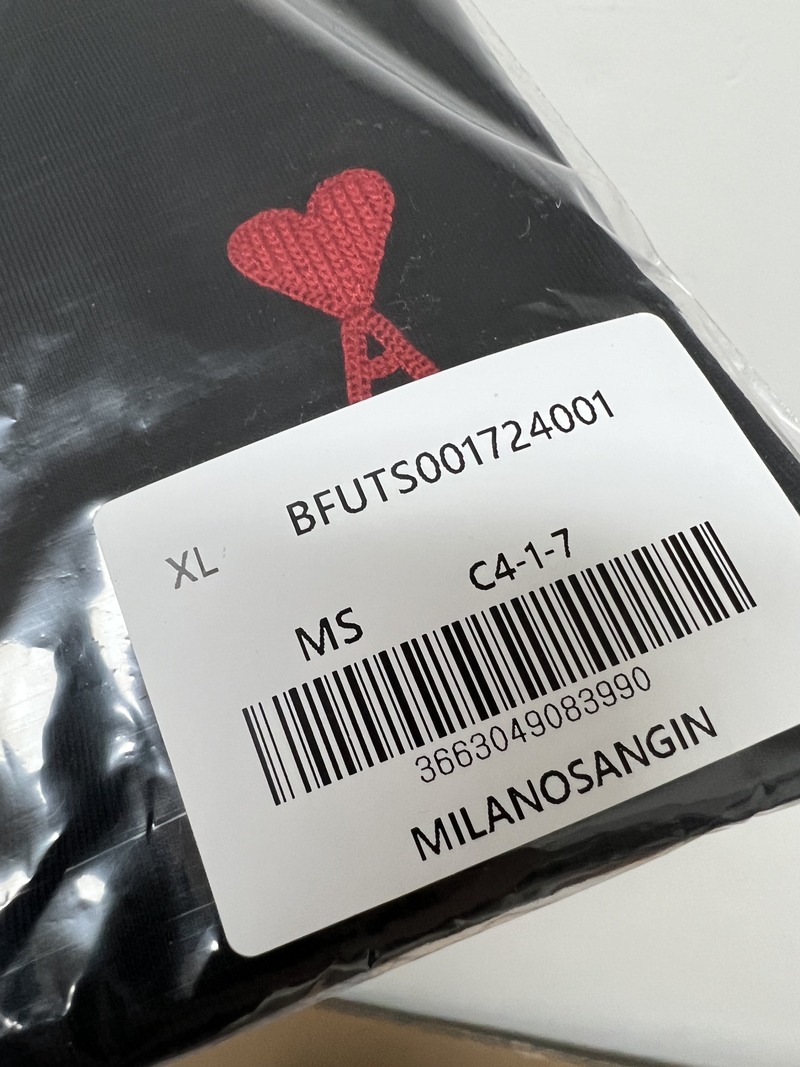 A
BFUTS001724001
XL
C4-1-7
MS
3663049083990
MILANOSANGIN